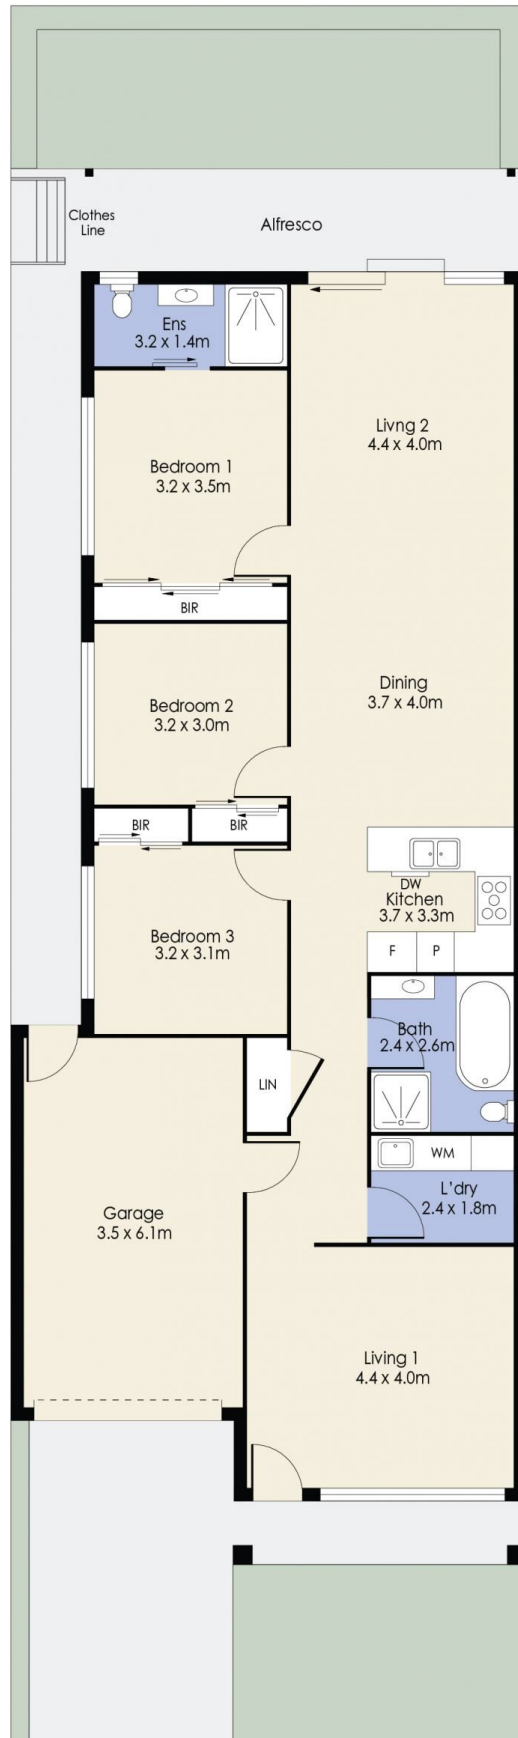 Clothes
Line
Alfresco
Ens
3.2 x 1.4m
Livng 2
4.4 x 4.0m
Bedroom 1
3.2 x 3.5m
BIR
Dining
3.7 x 4.0m
Bedroom 2
3.2 x 3.0m
BIR
BIR
DW
Kitchen
3.7 x 3.3m
Bedroom 3
3.2 x 3.1m
F
P
Bath
2.4 x 2.6m
LIN
WM
L'dry
2.4 x 1.8m
Garage
3.5 x 6.1m
Living 1
4.4 x 4.0m